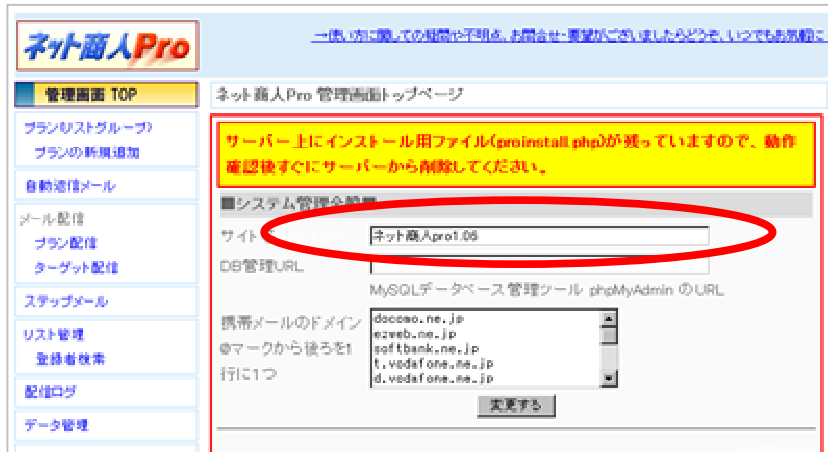 ネット商人Pro
→使い方に関しての疑問や不明点、お問合せ・要望がございましたらどうぞ、いつでもお気軽に
管理画面 TOP
ネット商人Pro 管理画面トップページ
プラン(リストグループ)
プランの新規追加
自動返信メール
メール配信
プラン配信
ターゲット配信
ステップメール
リスト管理
登録者検索
配信ログ
データ管理
サーバー上にインストール用ファイル(proinstall.php)が残っていますので、動作
確認後すぐにサーバーから削除してください。
■システム管理全般■
サイト
ネット商人pro1.06
DB管理URL
MySQLデータベース管理ツール phpMyAdmin のURL
携帯メールのドメイン
@マークから後ろを1
行に1つ
docomo.ne.jp
ezweb.ne.jp
softbank.ne.jp
t.vodafone.ne.jp
d.vodafone.ne.jp
変更する